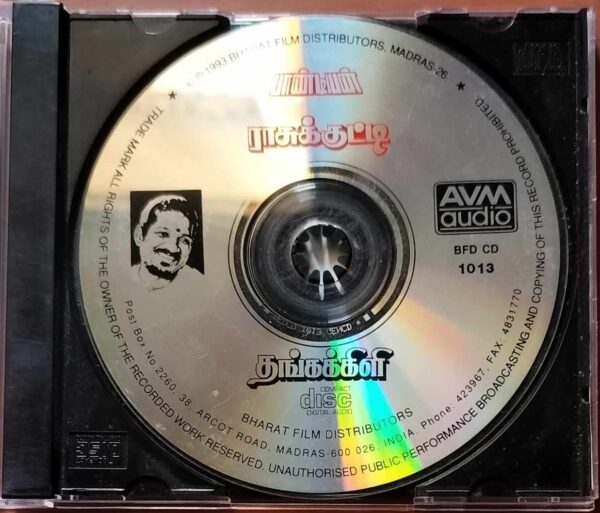 ℗ © 1993 BHARAT FILM DISTRIBUTORS, MADRAS-26
பாண்டியன்
ராசுக்குட்டி
AVM
audio
BFD CD
1013
தங்கக்கிளி
COMPACT
disc
DIGITAL AUDIO
BHARAT FILM DISTRIBUTORS
Post Box No 2260, 38, ARCOT ROAD, MADRAS-600 026, INDIA, Phone: 423967, FAX: 4831770
TRADE MARK ALL RIGHTS OF THE OWNER OF THE RECORDED WORK RESERVED. UNAUTHORISED PUBLIC PERFORMANCE BROADCASTING AND COPYING OF THIS RECORD PROHIBITED.